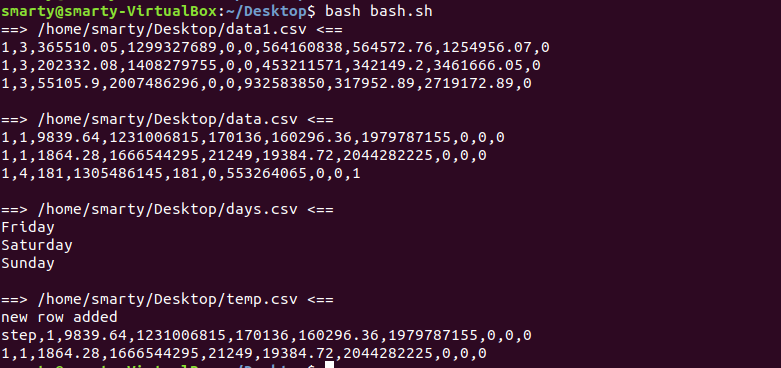 smarty@smarty-VirtualBox:~/Desktop$ bash bash.sh
==> /home/smarty/Desktop/data1.csv <==
1,3,365510.05,1299327689,0,0,564160838,564572.76,1254956.07,0
1,3,202332.08,1408279755,0,0,453211571,342149.2,3461666.05,0
1,3,55105.9,2007486296,0,0,932583850,317952.89,2719172.89,0

==> /home/smarty/Desktop/data.csv <==
1,1,9839.64,1231006815,170136,160296.36,1979787155,0,0,0
1,1,1864.28,1666544295,21249,19384.72,2044282225,0,0,0
1,4,181,1305486145,181,0,553264065,0,0,1

==> /home/smarty/Desktop/days.csv <==
Friday
Saturday
Sunday

==> /home/smarty/Desktop/temp.csv <==
new row added
step,1,9839.64,1231006815,170136,160296.36,1979787155,0,0,0
1,1,1864.28,1666544295,21249,19384.72,2044282225,0,0,0
smarty@smarty-VirtualBox:~/Desktop$